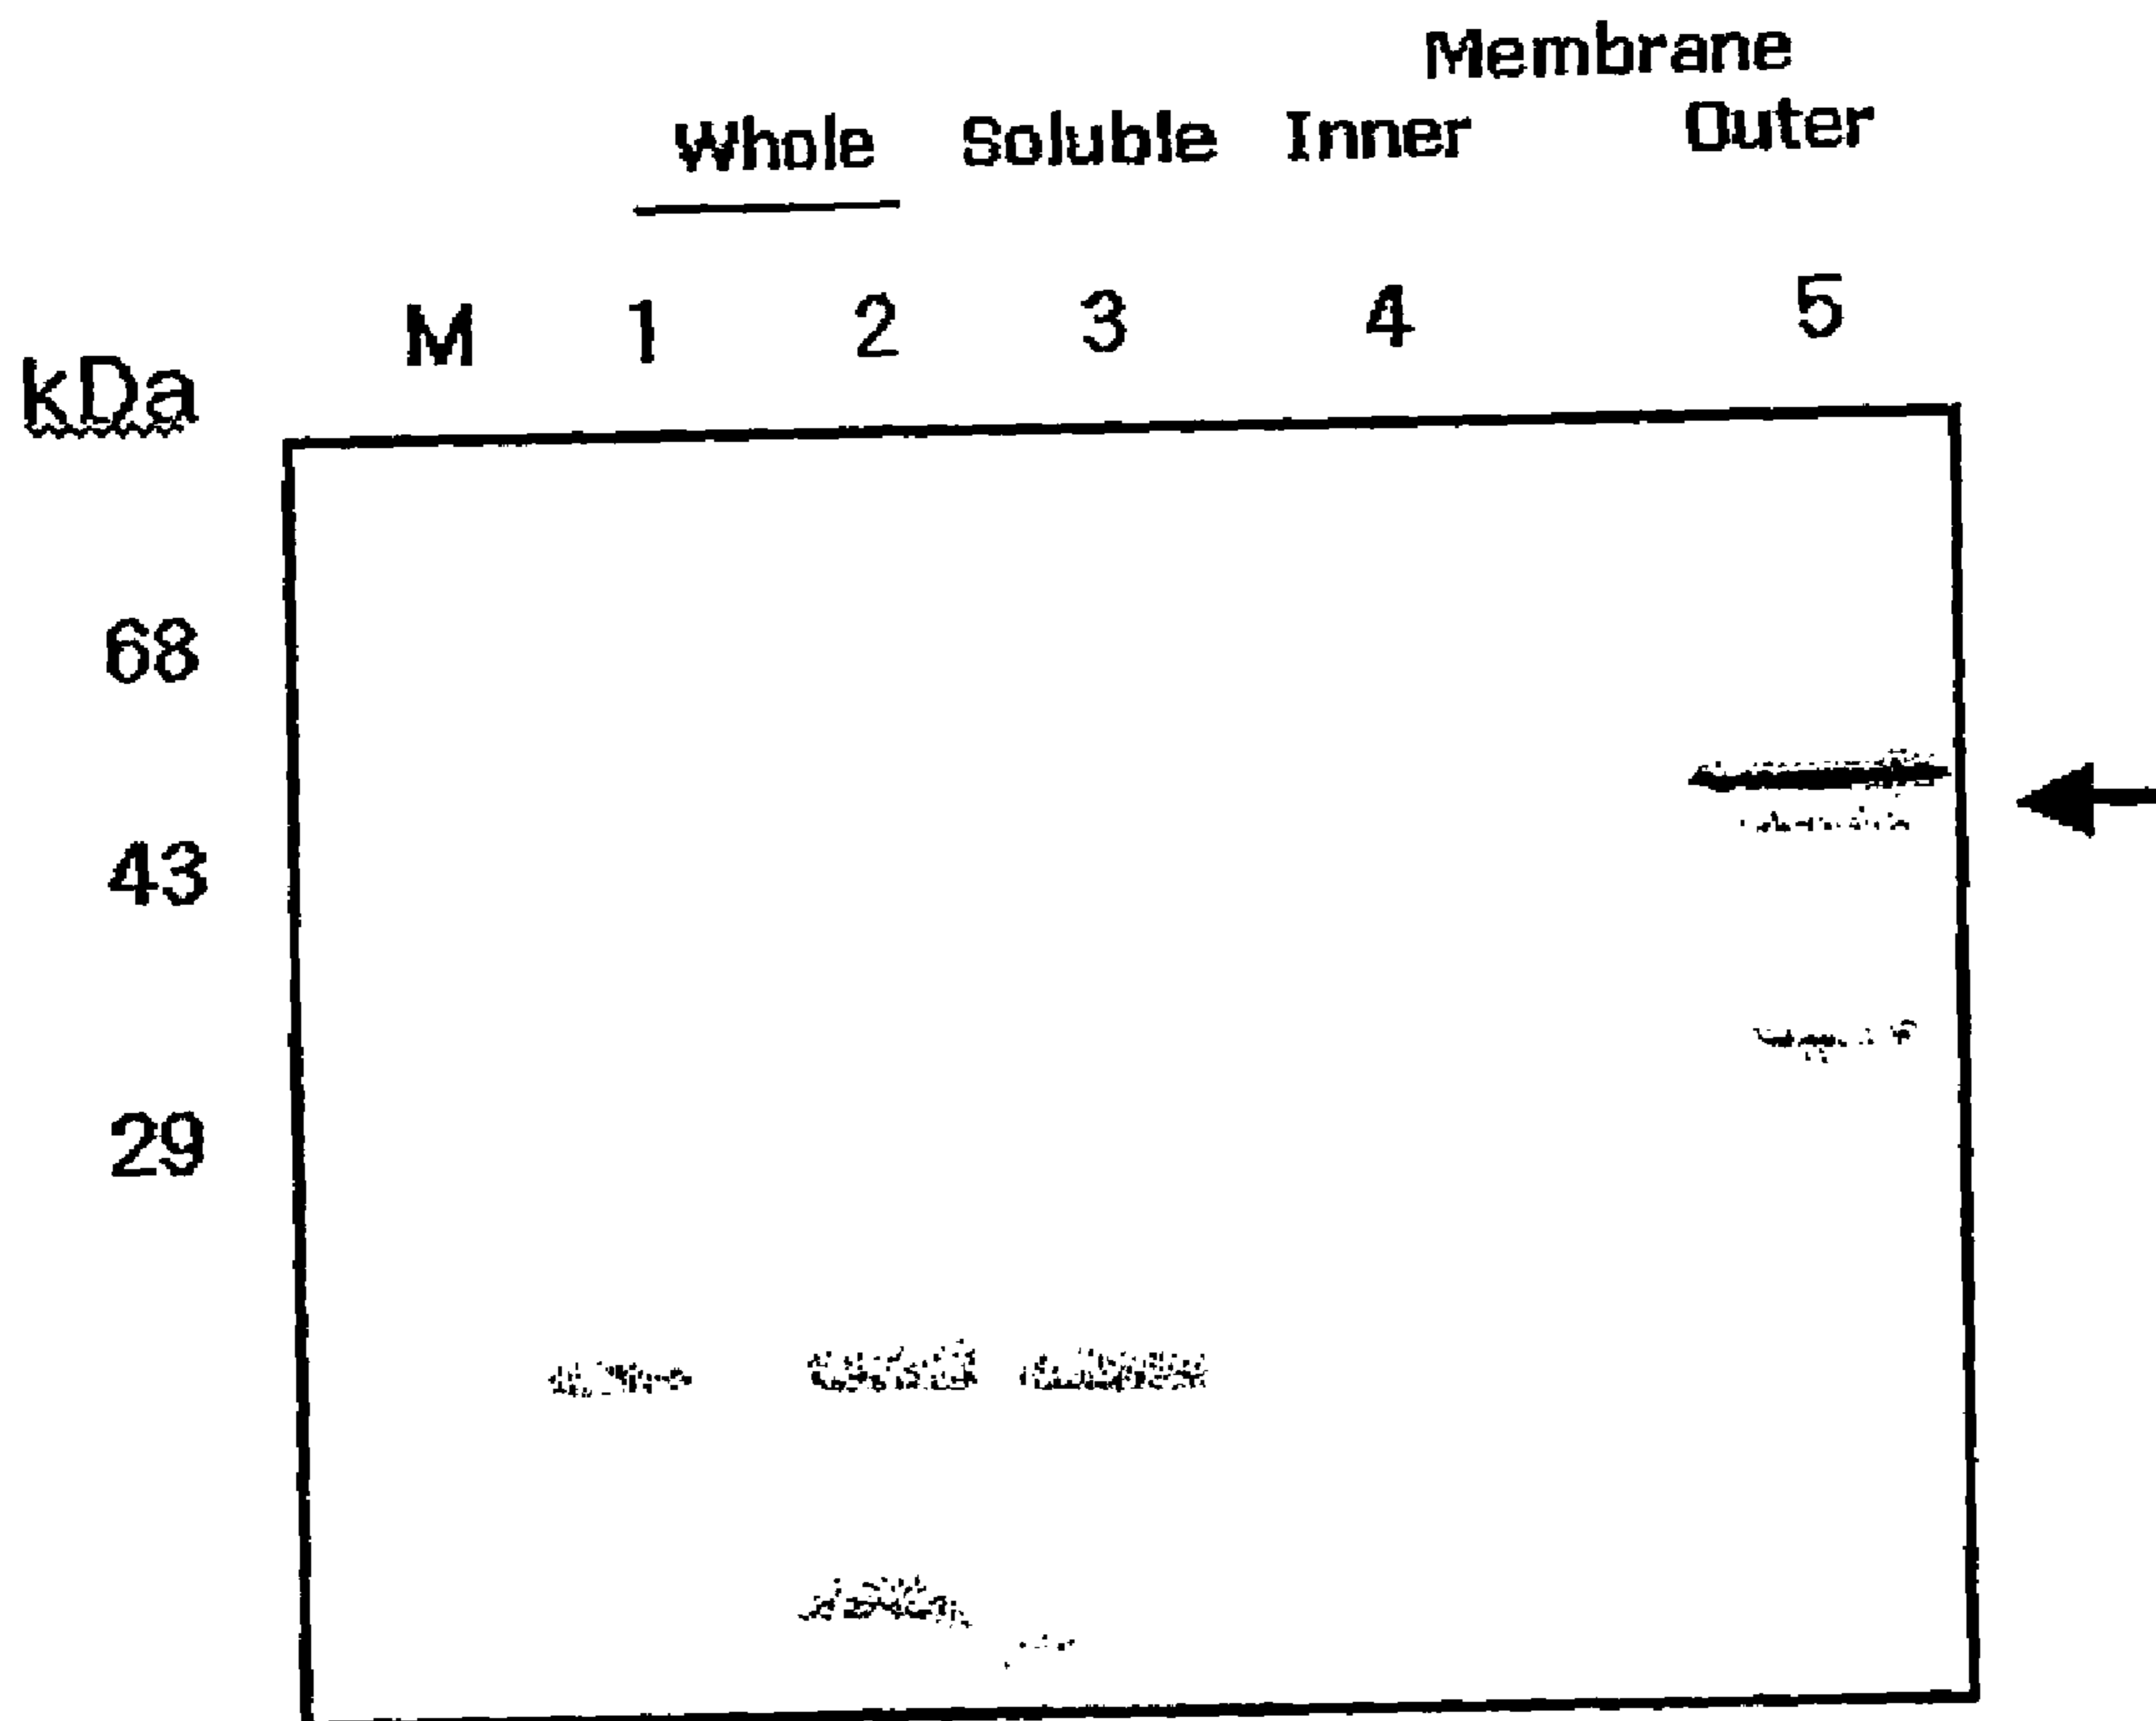 Membrane
Whole Soluble Inner Outer
M 1 2 3 4 5
kDa
68
43
29